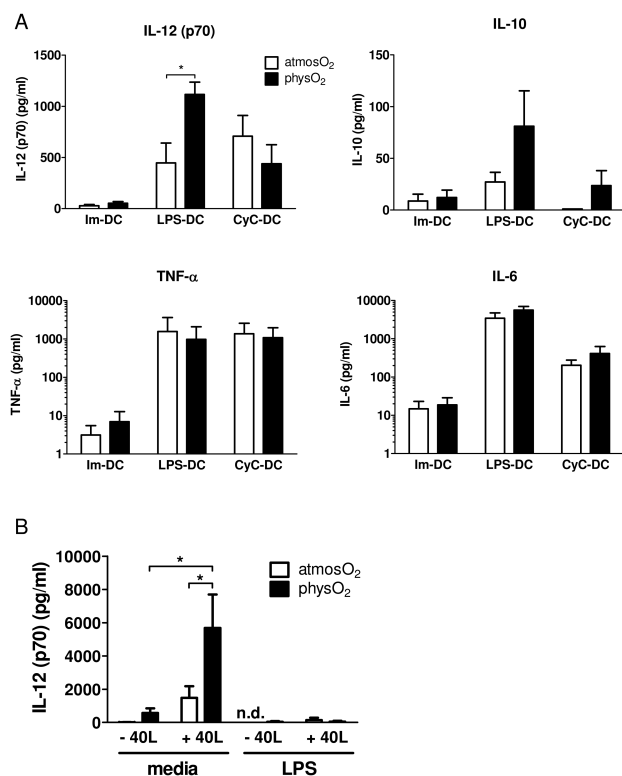 A
IL-12 (p70)
IL-12 (p70) (pg/ml)
1500
1000
500
0
*
atmosO₂
physO₂
Im-DC
LPS-DC
CyC-DC
IL-10
IL-10 (pg/ml)
150
100
50
0
Im-DC
LPS-DC
CyC-DC
TNF-α
TNF-α (pg/ml)
10000
1000
100
10
1
Im-DC
LPS-DC
CyC-DC
IL-6
IL-6 (pg/ml)
10000
1000
100
10
1
Im-DC
LPS-DC
CyC-DC
B
IL-12 (p70) (pg/ml)
10000
8000
6000
4000
2000
0
*
*
atmosO₂
physO₂
n.d.
- 40L
+ 40L
- 40L
+ 40L
media
LPS